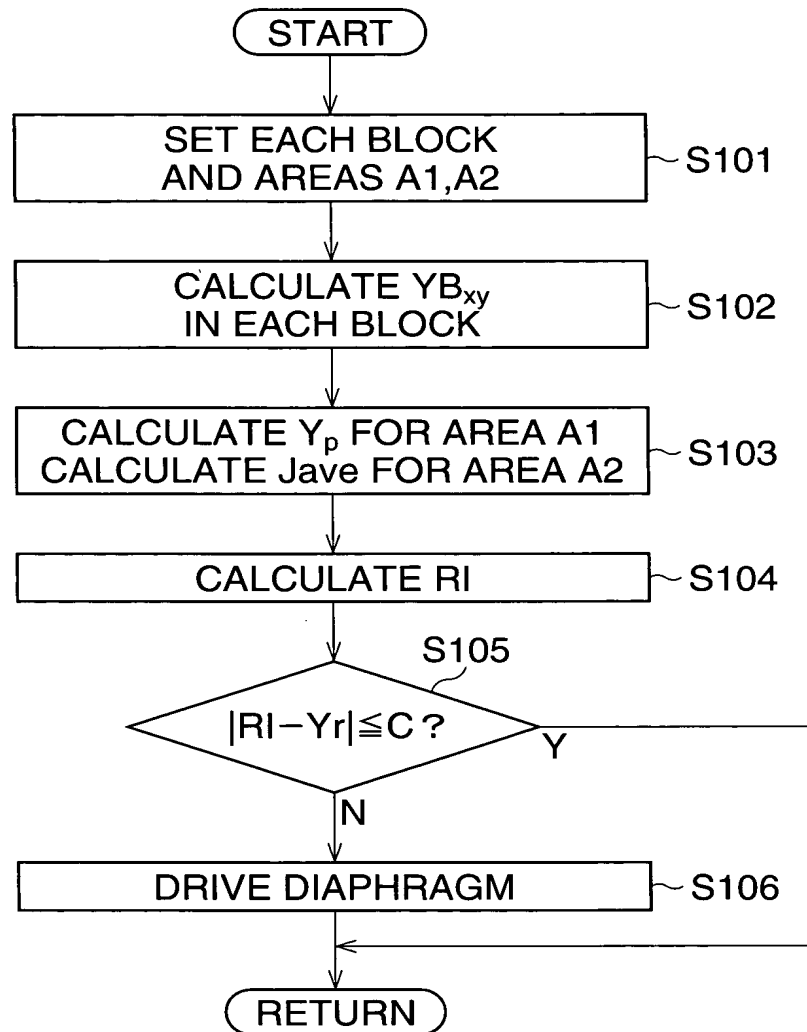 START
SET EACH BLOCK
AND AREAS A1,A2
S101
CALCULATE YBxy
IN EACH BLOCK
S102
CALCULATE Yp FOR AREA A1
CALCULATE Jave FOR AREA A2
S103
CALCULATE RI
S104
S105
|RI−Yr|≦C ?
Y
N
DRIVE DIAPHRAGM
S106
RETURN